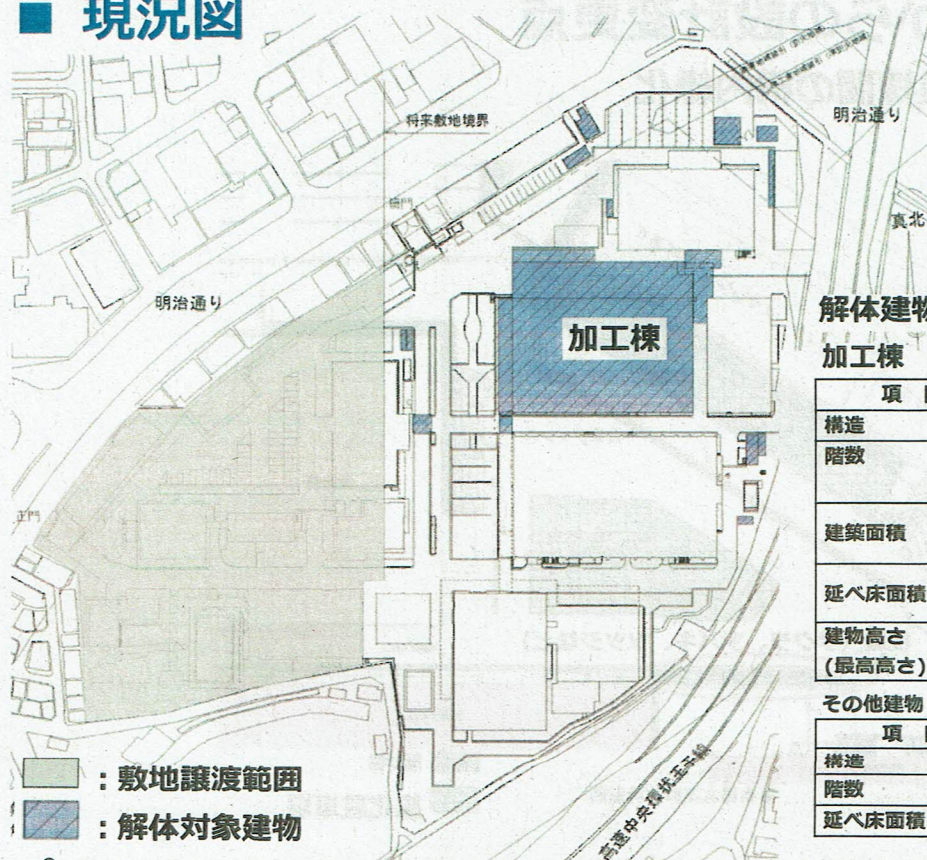 ■ 現況図
将来敷地境界
明治通り
明治通り
正門
加工棟
真北
高速中央環状王子線
：敷地譲渡範囲
：解体対象建物
解体建物
加工棟
項
構造
階数
建築面積
延べ床面積
建物高さ
(最高高さ)
その他建物
項
構造
階数
延べ床面積